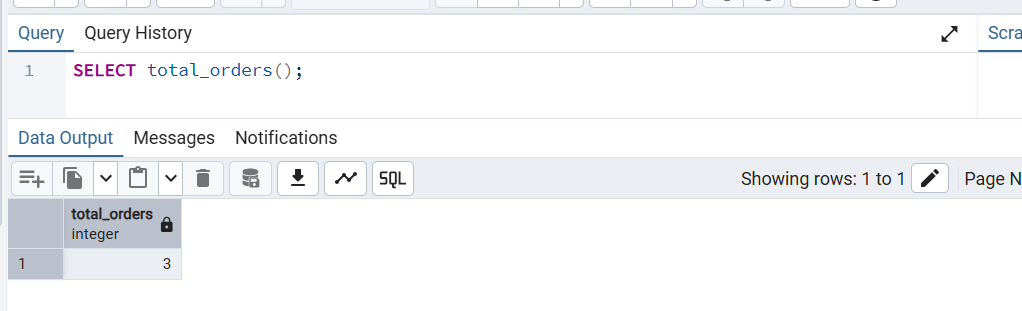 Query Query History Scra
1 SELECT total_orders();
Data Output Messages Notifications
SQL Showing rows: 1 to 1 Page N
total_orders
integer
1 3